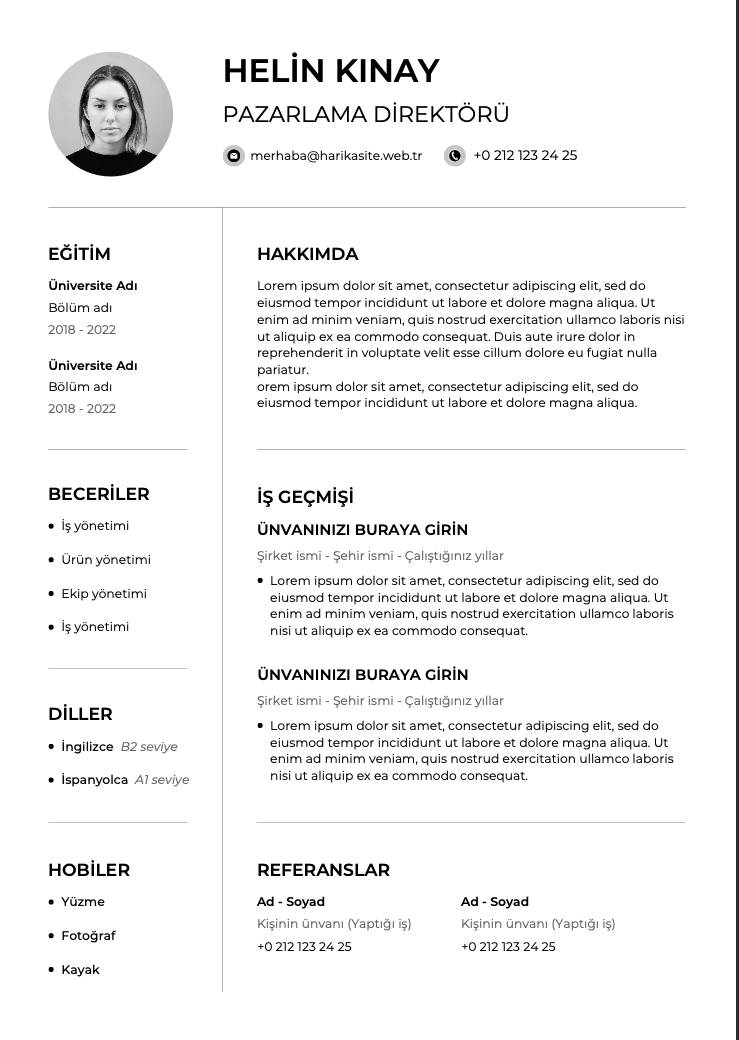 HELİN KINAY
PAZARLAMA DİREKTÖRÜ
merhaba@harikasite.web.tr
+0 212 123 24 25
EĞİTİM
Üniversite Adı
Bölüm adı
2018 - 2022
Üniversite Adı
Bölüm adı
2018 - 2022
BECERİLER
İş yönetimi
Ürün yönetimi
Ekip yönetimi
İş yönetimi
DİLLER
İngilizce B2 seviye
İspanyolca A1 seviye
HOBİLER
Yüzme
Fotoğraf
Kayak
HAKKIMDA
Lorem ipsum dolor sit amet, consectetur adipiscing elit, sed do
eiusmod tempor incididunt ut labore et dolore magna aliqua. Ut
enim ad minim veniam, quis nostrud exercitation ullamco laboris nisi
ut aliquip ex ea commodo consequat. Duis aute irure dolor in
reprehenderit in voluptate velit esse cillum dolore eu fugiat nulla
pariatur.
orem ipsum dolor sit amet, consectetur adipiscing elit, sed do
eiusmod tempor incididunt ut labore et dolore magna aliqua.
İŞ GEÇMİŞİ
ÜNVANINIZI BURAYA GİRİN
Şirket ismi - Şehir ismi - Çalıştığınız yıllar
Lorem ipsum dolor sit amet, consectetur adipiscing elit, sed do
eiusmod tempor incididunt ut labore et dolore magna aliqua. Ut
enim ad minim veniam, quis nostrud exercitation ullamco laboris
nisi ut aliquip ex ea commodo consequat.
ÜNVANINIZI BURAYA GİRİN
Şirket ismi - Şehir ismi - Çalıştığınız yıllar
Lorem ipsum dolor sit amet, consectetur adipiscing elit, sed do
eiusmod tempor incididunt ut labore et dolore magna aliqua. Ut
enim ad minim veniam, quis nostrud exercitation ullamco laboris
nisi ut aliquip ex ea commodo consequat.
REFERANSLAR
Ad - Soyad
Kişinin ünvanı (Yaptığı iş)
+0 212 123 24 25
Ad - Soyad
Kişinin ünvanı (Yaptığı iş)
+0 212 123 24 25